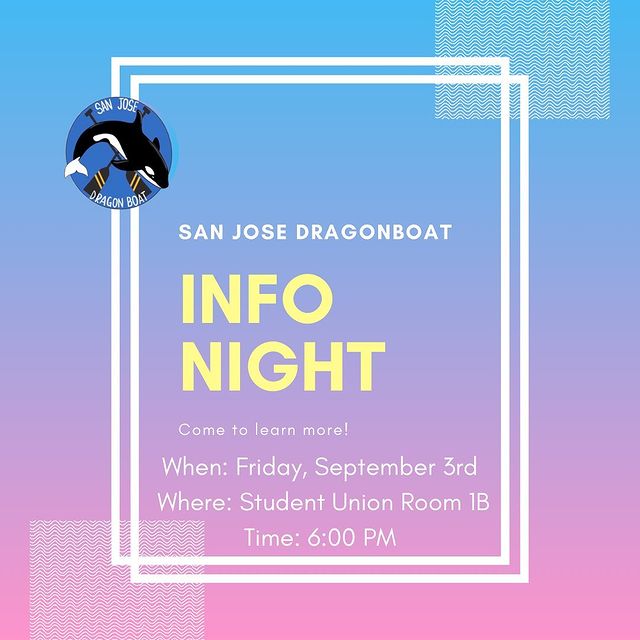 SAN JOSE
DRAGON BOAT
SAN JOSE DRAGONBOAT
INFO
NIGHT
Come to learn more!
When: Friday, September 3rd
Where: Student Union Room 1B
Time: 6:00 PM